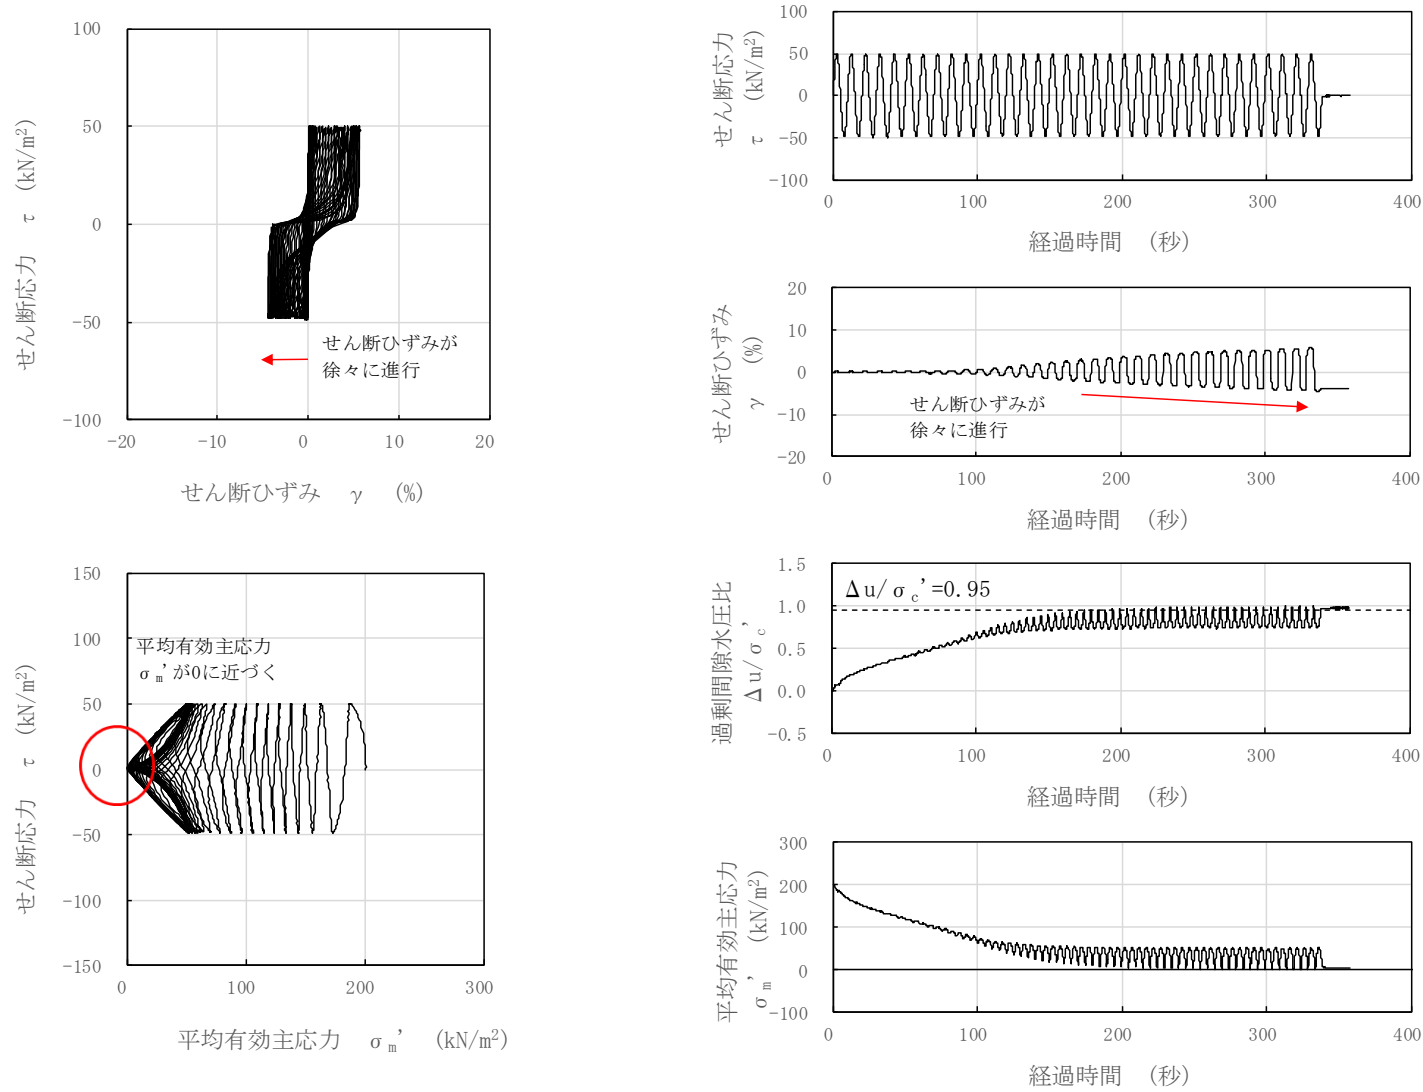 100
50
0
-50
-100
-20
-10
0
10
20
せん断応力 τ (kN/m²)
せん断ひずみ γ (%)
せん断ひずみが
徐々に進行
100
50
0
-50
-100
0
100
200
300
400
せん断応力
τ (kN/m²)
経過時間 (秒)
20
10
0
-10
-20
0
100
200
300
400
せん断ひずみ
γ (%)
せん断ひずみが
徐々に進行
経過時間 (秒)
150
100
50
0
-50
-100
-150
0
100
200
300
せん断応力 τ (kN/m²)
平均有効主応力
σm'が0に近づく
平均有効主応力 σm' (kN/m²)
1.5
1.0
0.5
0.0
-0.5
0
100
200
300
400
過剰間隙水圧比
Δu/σc'
Δu/σc'=0.95
経過時間 (秒)
300
200
100
0
-100
0
100
200
300
400
平均有効主応力
σm' (kN/m²)
経過時間 (秒)